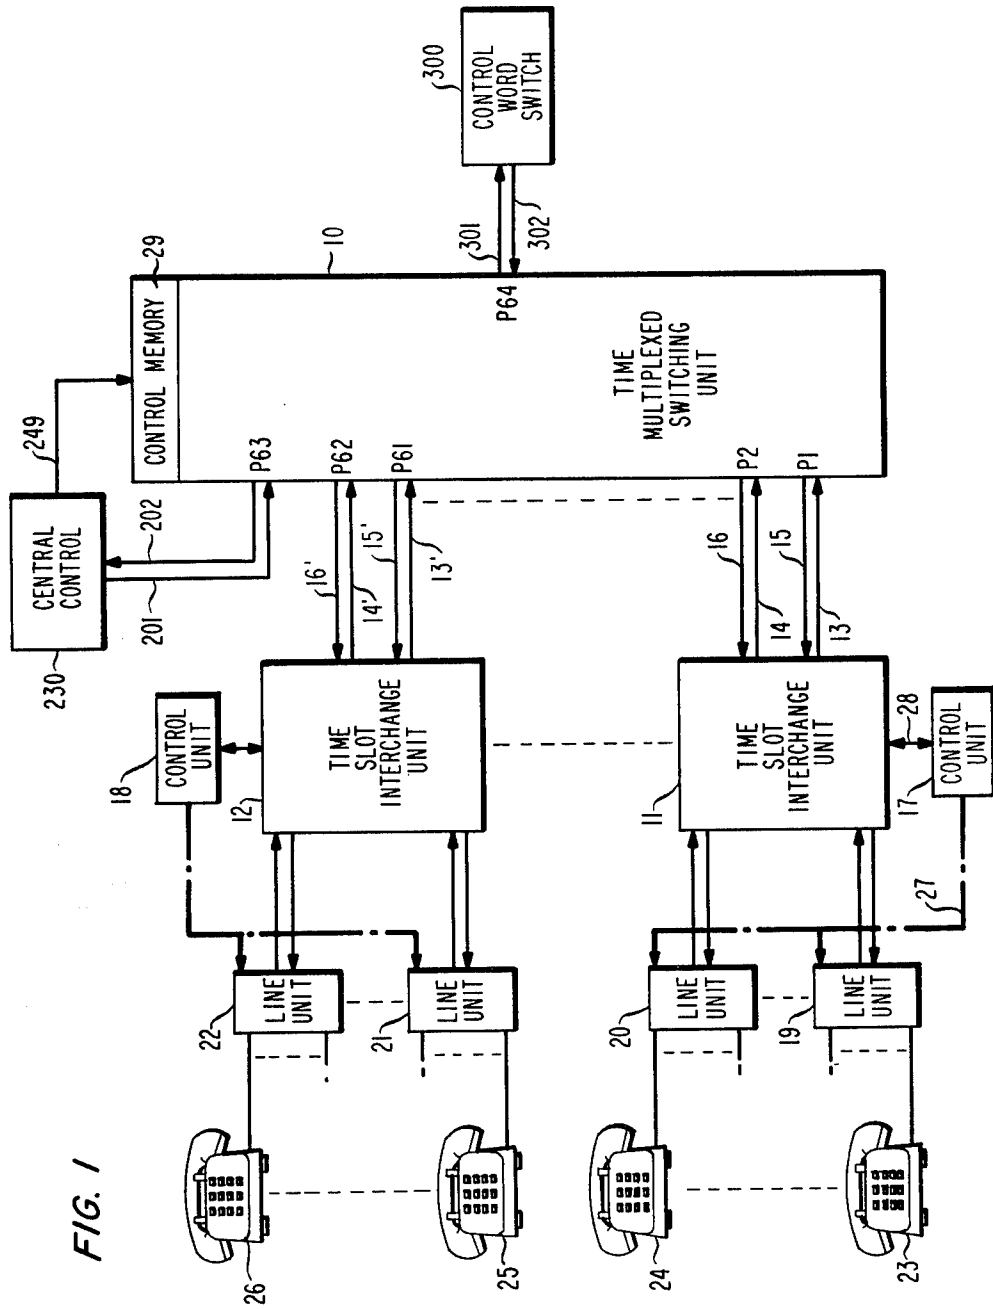 FIG. 1
230
CENTRAL
CONTROL
249
201
202
CONTROL MEMORY
29
10
P63
P62
P61
P2
P1
P64
TIME
MULTIPLEXED
SWITCHING
UNIT
301
302
300
CONTROL
WORD
SWITCH
16'
14'
15'
13'
16
14
15
13
18
CONTROL
UNIT
12
TIME
SLOT
INTERCHANGE
UNIT
11
TIME
SLOT
INTERCHANGE
UNIT
28
17
CONTROL
UNIT
27
22
LINE
UNIT
21
LINE
UNIT
20
LINE
UNIT
19
LINE
UNIT
26
25
24
23